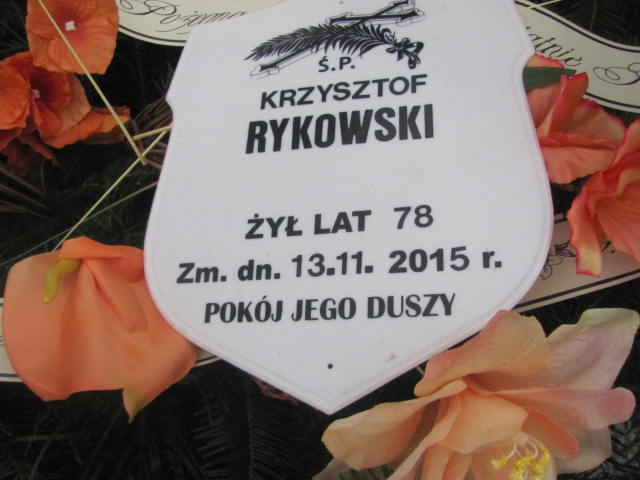 Ś.P.
KRZYSZTOF
RYKOWSKI
ŻYŁ LAT 78
Zm. dn. 13.11. 2015 r.
POKÓJ JEGO DUSZY